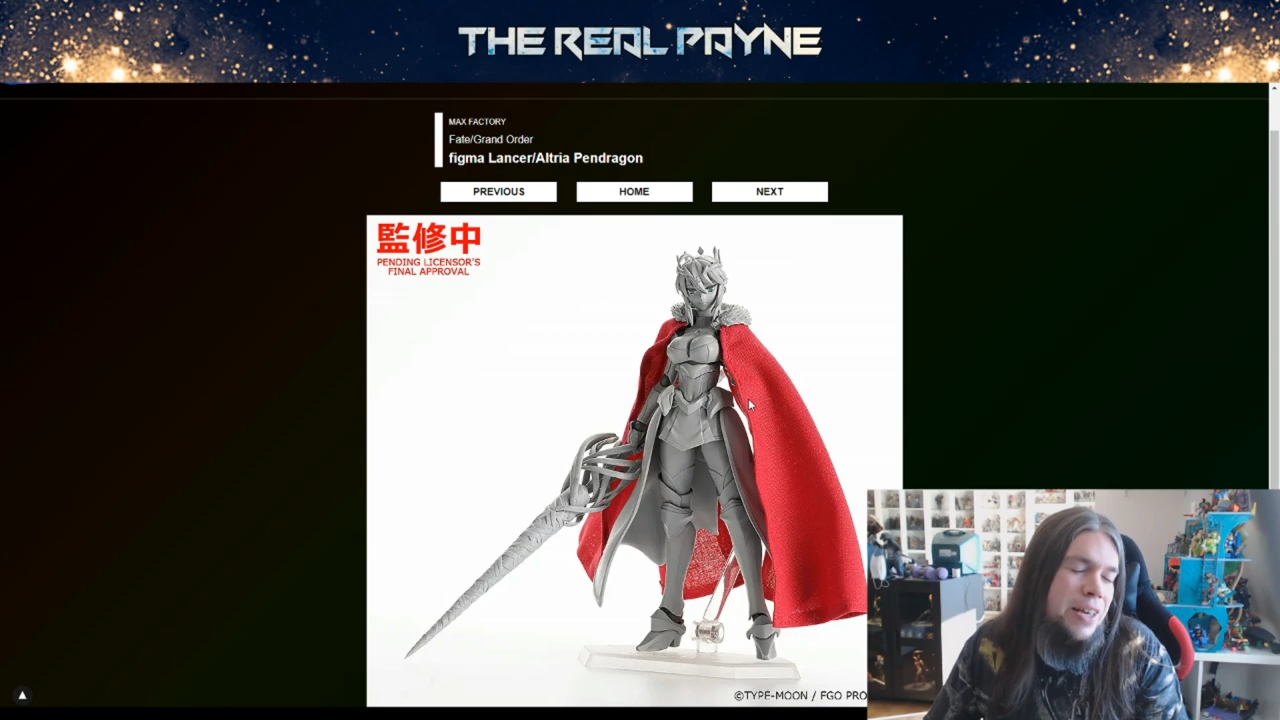 THE REAL PAYNE
MAX FACTORY
Fate/Grand Order
figma Lancer/Altria Pendragon
PREVIOUS
HOME
NEXT
監修中
PENDING LICENSOR'S
FINAL APPROVAL
©TYPE-MOON / FGO PRO